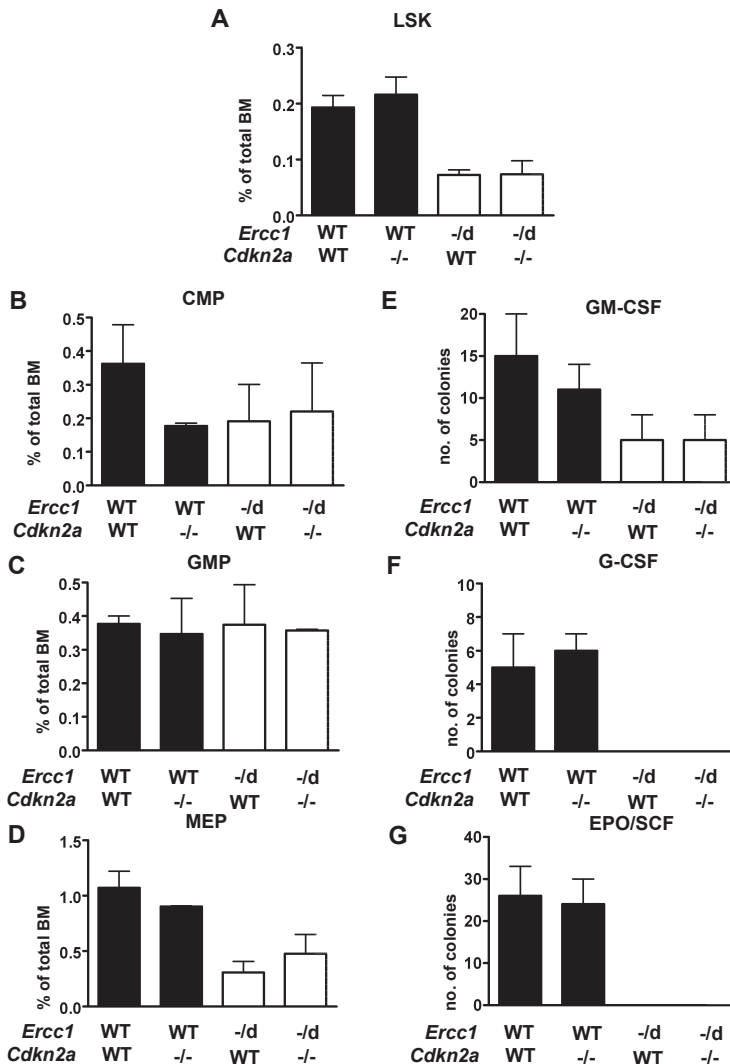 A
LSK
% of total BM
0.3
0.2
0.1
0.0
Ercc1 WT WT -/d -/d
Cdkn2a WT -/- WT -/-
B
CMP
% of total BM
0.5
0.4
0.3
0.2
0.1
0.0
Ercc1 WT WT -/d -/d
Cdkn2a WT -/- WT -/-
C
GMP
% of total BM
0.5
0.4
0.3
0.2
0.1
0.0
Ercc1 WT WT -/d -/d
Cdkn2a WT -/- WT -/-
D
MEP
% of total BM
1.5
1.0
0.5
0.0
Ercc1 WT WT -/d -/d
Cdkn2a WT -/- WT -/-
E
GM-CSF
no. of colonies
20
15
10
5
0
Ercc1 WT WT -/d -/d
Cdkn2a WT -/- WT -/-
F
G-CSF
no. of colonies
10
8
6
4
2
0
Ercc1 WT WT -/d -/d
Cdkn2a WT -/- WT -/-
G
EPO/SCF
no. of colonies
40
30
20
10
0
Ercc1 WT WT -/d -/d
Cdkn2a WT -/- WT -/-